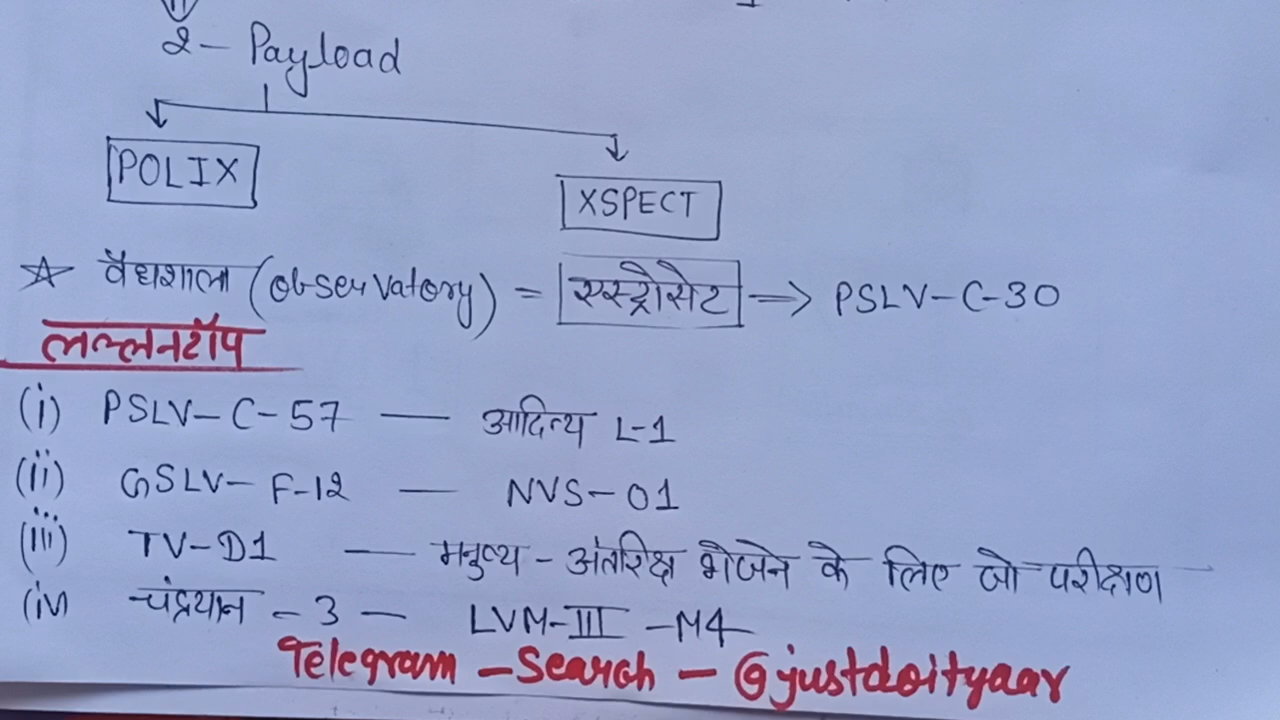 2- Payload
POLIX
XSPECT
☆ वैद्यशाला (observatory) = एस्ट्रोसेट => PSLV-C-30
लल्लनटॉप
(i) PSLV-C-57 — आदित्य L-1
(ii) GSLV- F-12 — NVS-01
(iii) TV-D1 — मनुष्य - अंतरिक्ष भेजने के लिए जो परीक्षण
(iv) चंद्रयान - 3 — LVM-III -M4
Telegram - Search - @justdoityaar